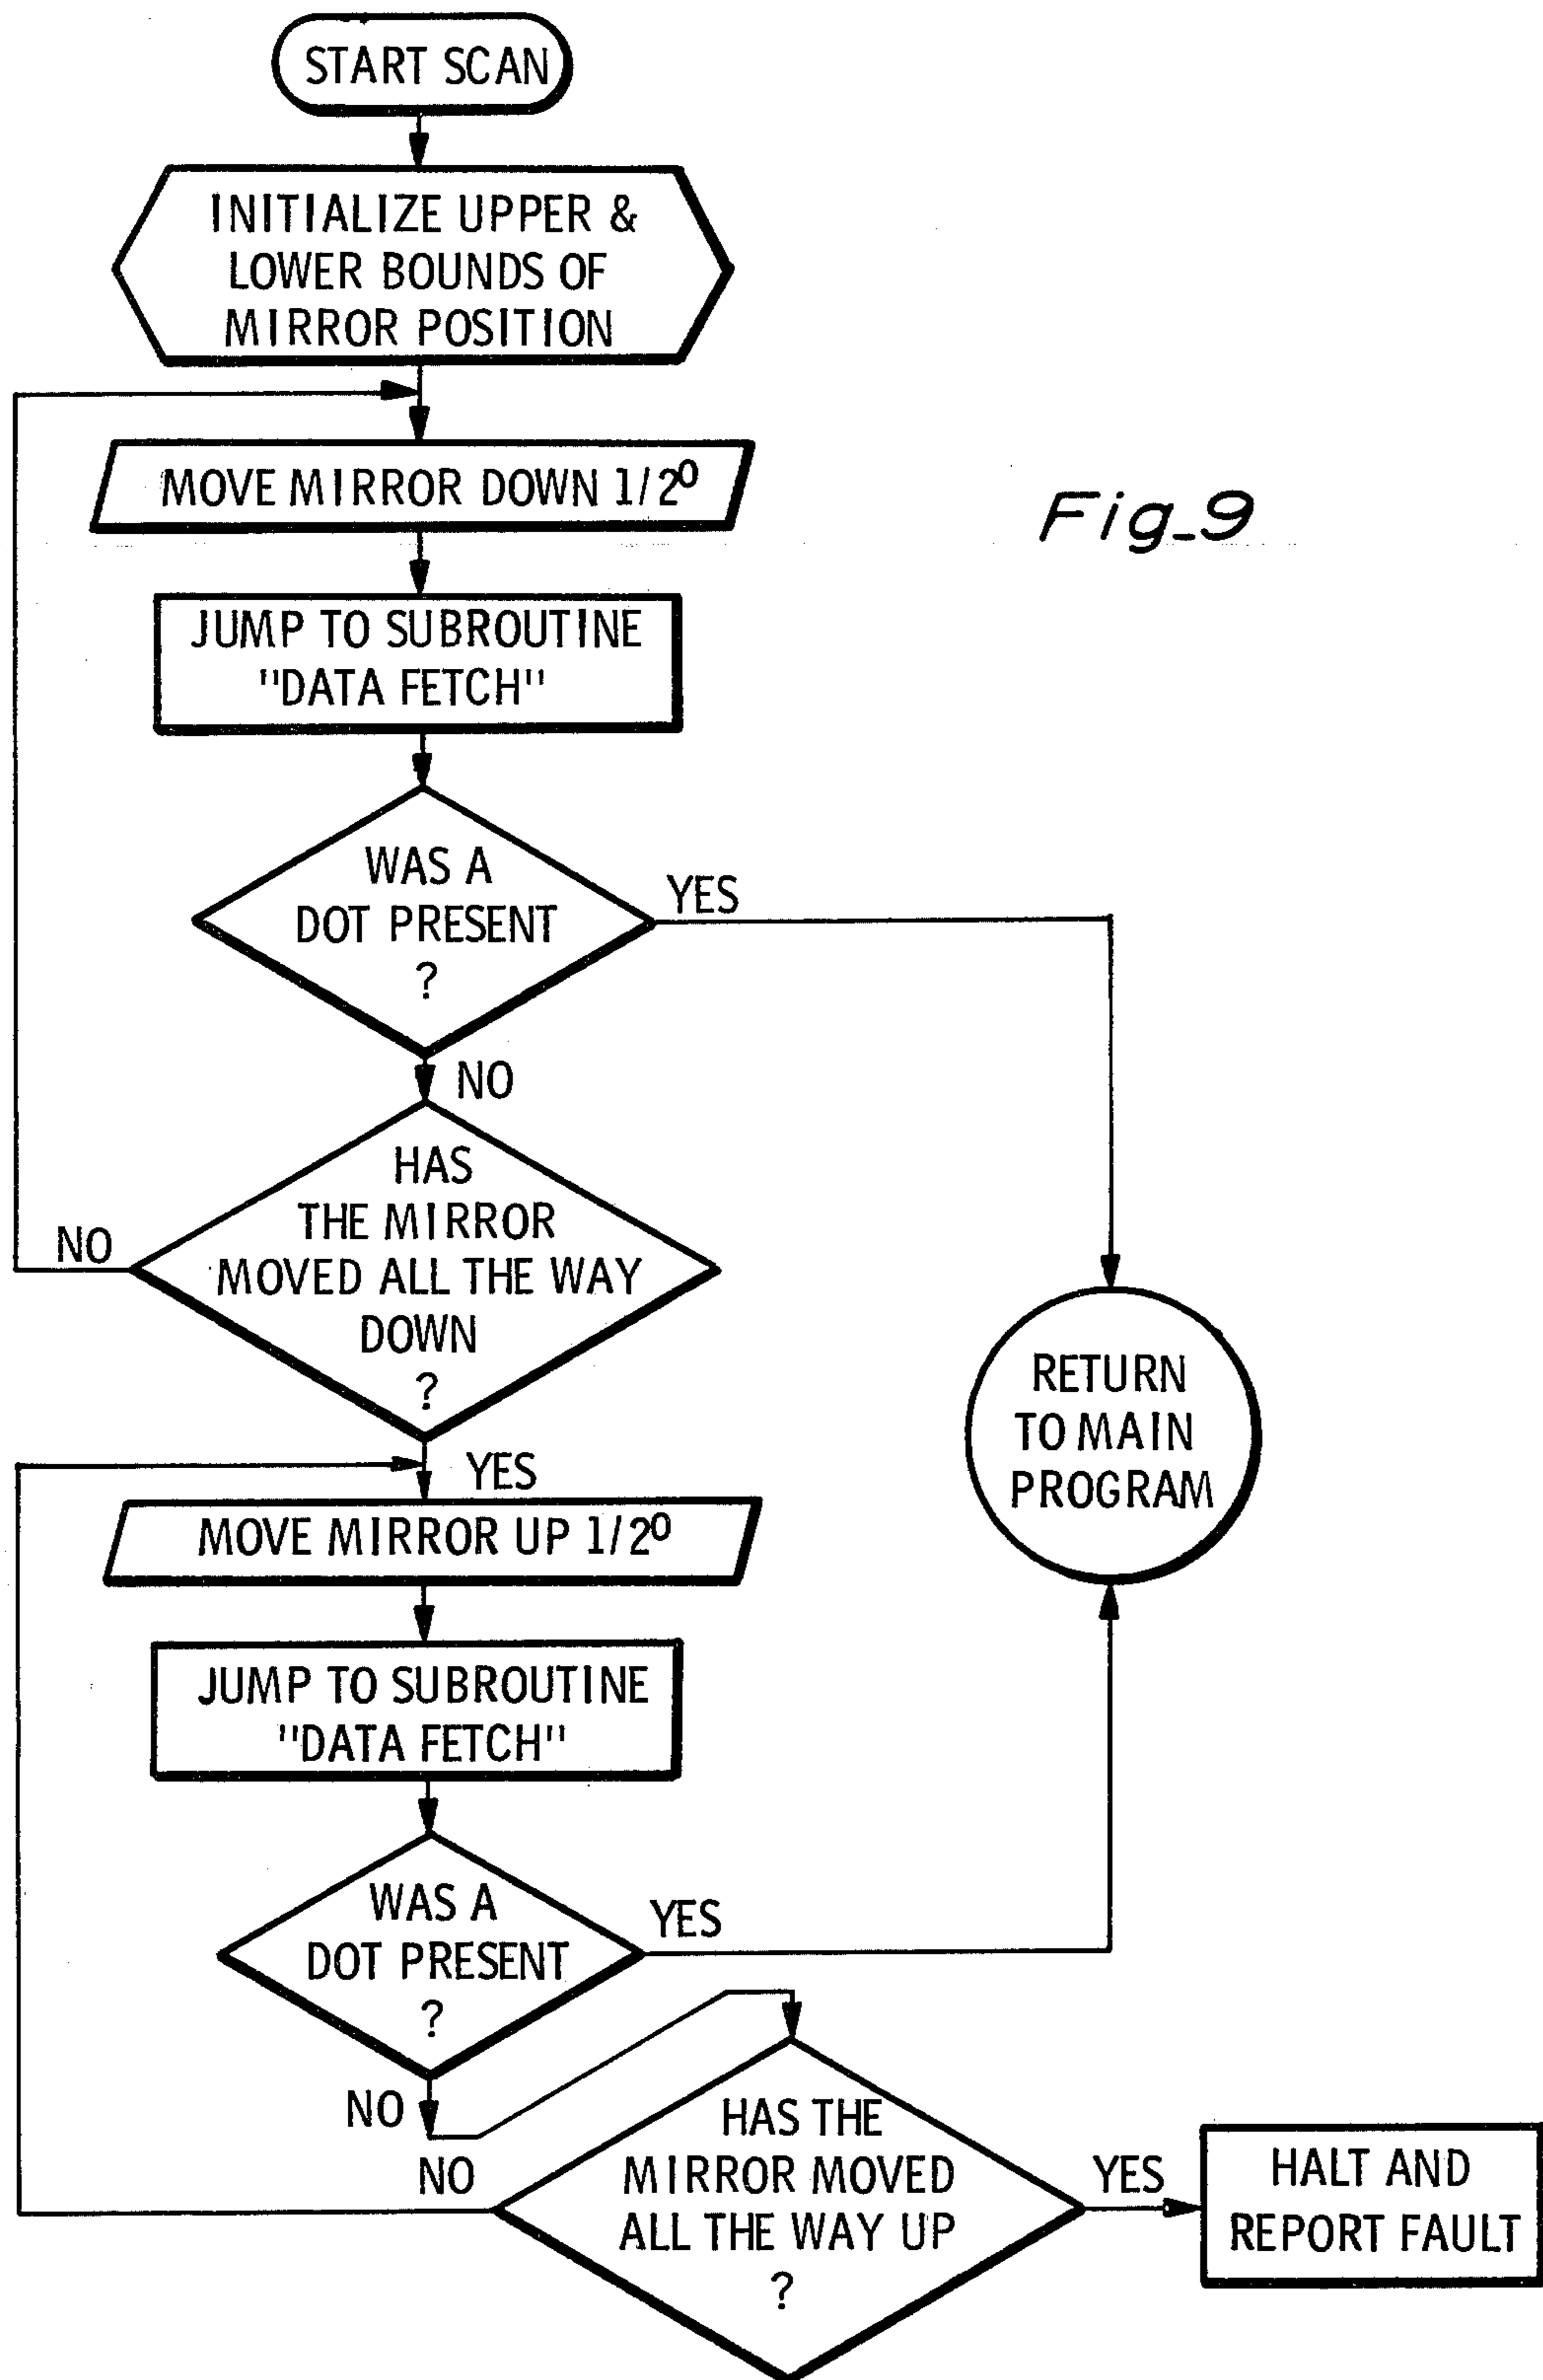 START SCAN
INITIALIZE UPPER &
LOWER BOUNDS OF
MIRROR POSITION
MOVE MIRROR DOWN 1/2º
Fig_9
JUMP TO SUBROUTINE
"DATA FETCH"
WAS A
DOT PRESENT
?
YES
NO
HAS
THE MIRROR
MOVED ALL THE WAY
DOWN
?
NO
YES
RETURN
TO MAIN
PROGRAM
MOVE MIRROR UP 1/2º
JUMP TO SUBROUTINE
"DATA FETCH"
WAS A
DOT PRESENT
?
YES
NO
HAS THE
MIRROR MOVED
ALL THE WAY UP
?
NO
YES
HALT AND
REPORT FAULT